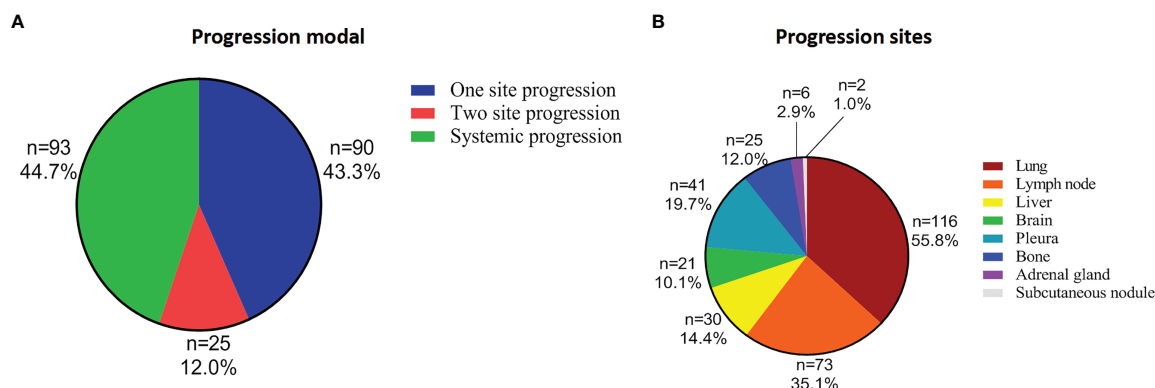 A
Progression modal
n=93
44.7%
n=90
43.3%
n=25
12.0%
One site progression
Two site progression
Systemic progression
B
Progression sites
n=6
2.9%
n=2
1.0%
n=25
12.0%
n=41
19.7%
n=21
10.1%
n=30
14.4%
n=73
35.1%
n=116
55.8%
Lung
Lymph node
Liver
Brain
Pleura
Bone
Adrenal gland
Subcutaneous nodule